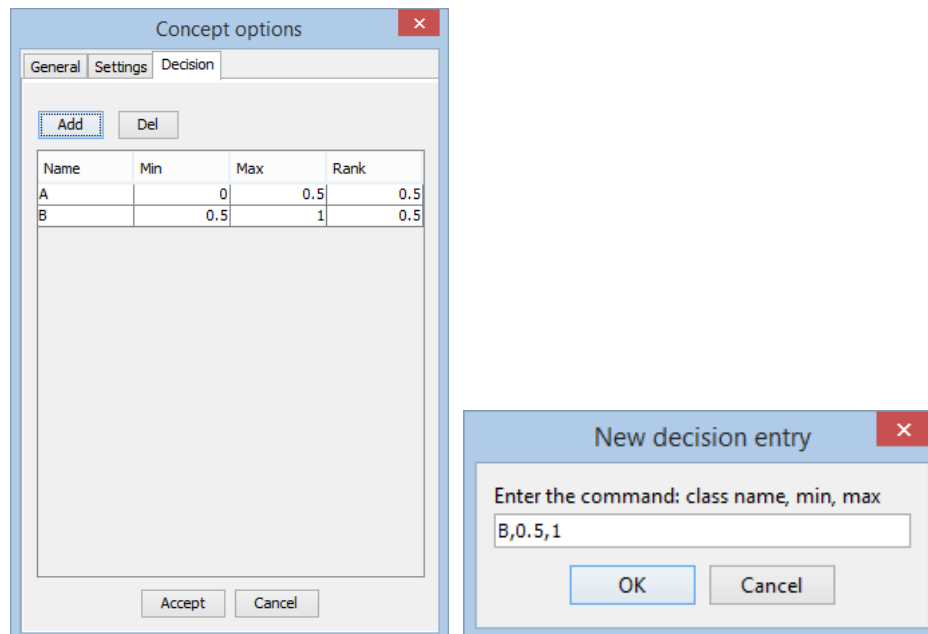 Concept options
General Settings Decision
Add Del
Name Min Max Rank
A 0 0.5 0.5
B 0.5 1 0.5
Accept Cancel
New decision entry
Enter the command: class name, min, max
B,0.5,1
OK Cancel